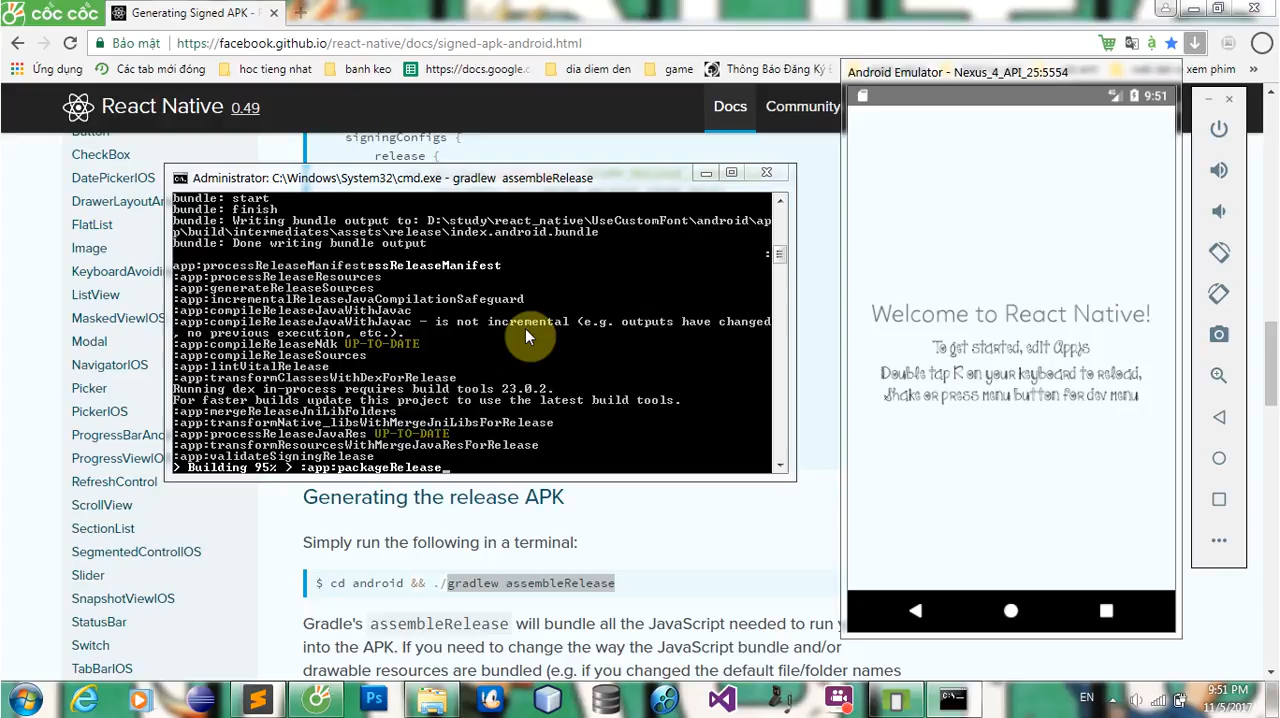 cốc cốc
Generating Signed APK -
Bảo mật
https://facebook.github.io/react-native/docs/signed-apk-android.html
Ứng dụng
Các tab mới đồng
hoc tieng nhat
banh keo
https://docs.google.c
dia diem den
game
Thông Báo Đăng Ký
xem phim
»
React Native 0.49
Docs
Community
Button
CheckBox
DatePickerIOS
DrawerLayoutAn
FlatList
Image
KeyboardAvoidin
ListView
MaskedViewIOS
Modal
NavigatorIOS
Picker
PickerIOS
ProgressBarAndr
ProgressViewIO
RefreshControl
ScrollView
SectionList
SegmentedControlIOS
Slider
SnapshotViewIOS
StatusBar
Switch
TabBarIOS
signingConfigs {
release {
Administrator: C:\Windows\System32\cmd.exe - gradlew assembleRelease
bundle: start
bundle: finish
bundle: Writing bundle output to: D:\study\react_native\UseCustomFont\android\ap
p\build\intermediates\assets\release\index.android.bundle
bundle: Done writing bundle output
:
app:processReleaseManifestsssReleaseManifest
:app:processReleaseResources
:app:generateReleaseSources
:app:incrementalReleaseJavaCompilationSafeguard
:app:compileReleaseJavaWithJavac
:app:compileReleaseJavaWithJavac - is not incremental (e.g. outputs have changed
, no previous execution, etc.).
:app:compileReleaseNdk UP-TO-DATE
:app:compileReleaseSources
:app:lintVitalRelease
:app:transformClassesWithDexForRelease
Running dex in-process requires build tools 23.0.2.
For faster builds update this project to use the latest build tools.
:app:mergeReleaseJniLibFolders
:app:transformNative_libsWithMergeJniLibsForRelease
:app:processReleaseJavaRes UP-TO-DATE
:app:transformResourcesWithMergeJavaResForRelease
:app:validateSigningRelease
> Building 95% > :app:packageRelease_
Generating the release APK
Simply run the following in a terminal:
$ cd android && ./gradlew assembleRelease
Gradle's assembleRelease will bundle all the JavaScript needed to run y
into the APK. If you need to change the way the JavaScript bundle and/or
drawable resources are bundled (e.g. if you changed the default file/folder names
Android Emulator - Nexus_4_API_25:5554
9:51
Welcome to React Native!
To get started, edit App.js
Double tap R on your keyboard to reload,
Shake or press menu button for dev menu
EN
9:51 PM
11/5/2017